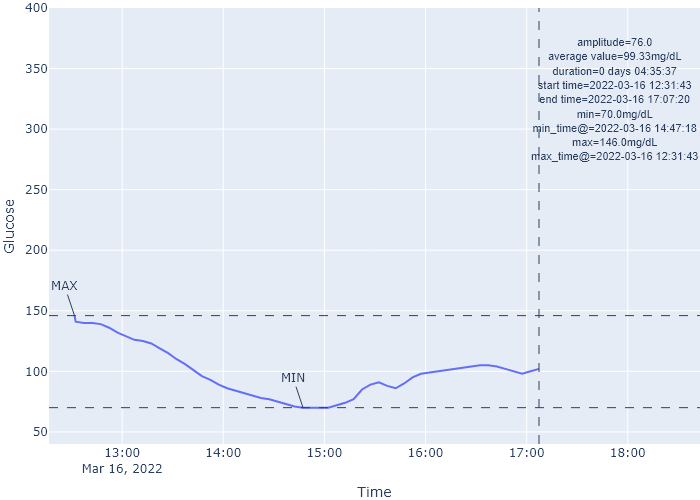 400
350
300
250
200
150
100
50
Glucose
amplitude=76.0
average value=99.33mg/dL
duration=0 days 04:35:37
start time=2022-03-16 12:31:43
end time=2022-03-16 17:07:20
min=70.0mg/dL
min_time@=2022-03-16 14:47:18
max=146.0mg/dL
max_time@=2022-03-16 12:31:43
MAX
MIN
13:00
14:00
15:00
16:00
17:00
18:00
Mar 16, 2022
Time